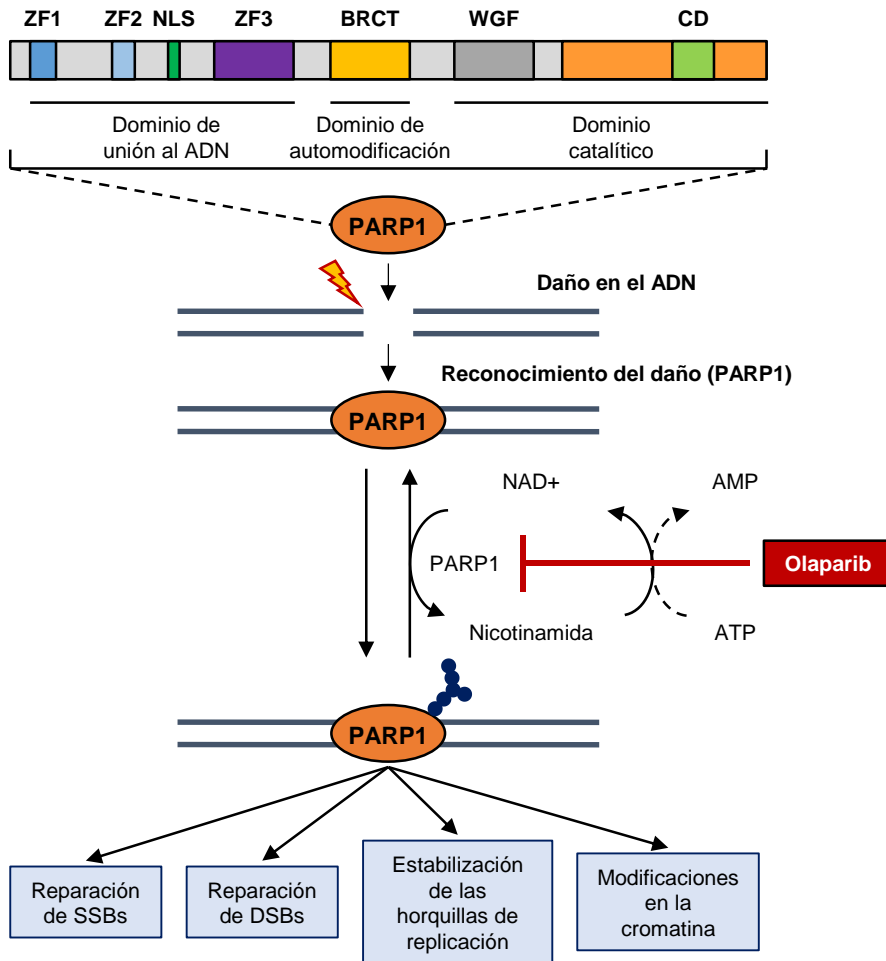 ZF1 ZF2 NLS ZF3 BRCT WGF CD
Dominio de
unión al ADN
Dominio de
automodificación
Dominio
catalítico
PARP1
Daño en el ADN
Reconocimiento del daño (PARP1)
PARP1
NAD+ AMP
PARP1
Olaparib
Nicotinamida ATP
PARP1
Reparación
de SSBs
Reparación
de DSBs
Estabilización
de las
horquillas de
replicación
Modificaciones
en la
cromatina